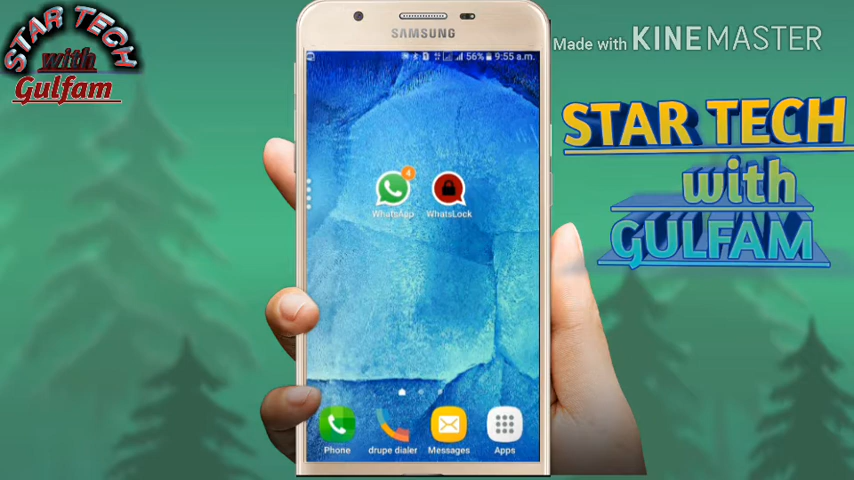 STAR TECH
with
Gulfam
Made with KINEMASTER
SAMSUNG
56% 9:55 a.m.
4
WhatsApp WhatsLock
STAR TECH
with
GULFAM
Phone drupe dialer Messages Apps